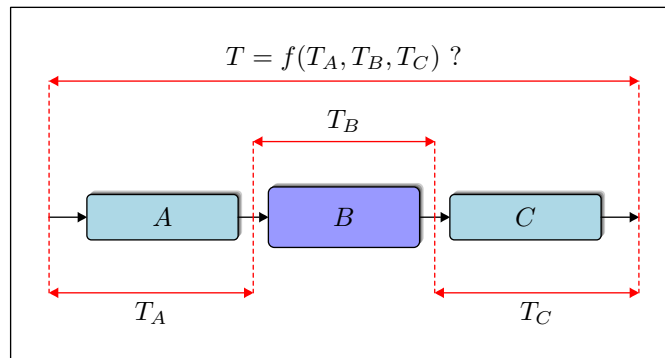 T = f(T_A, T_B, T_C) ?
T_B
A
B
C
T_A
T_C